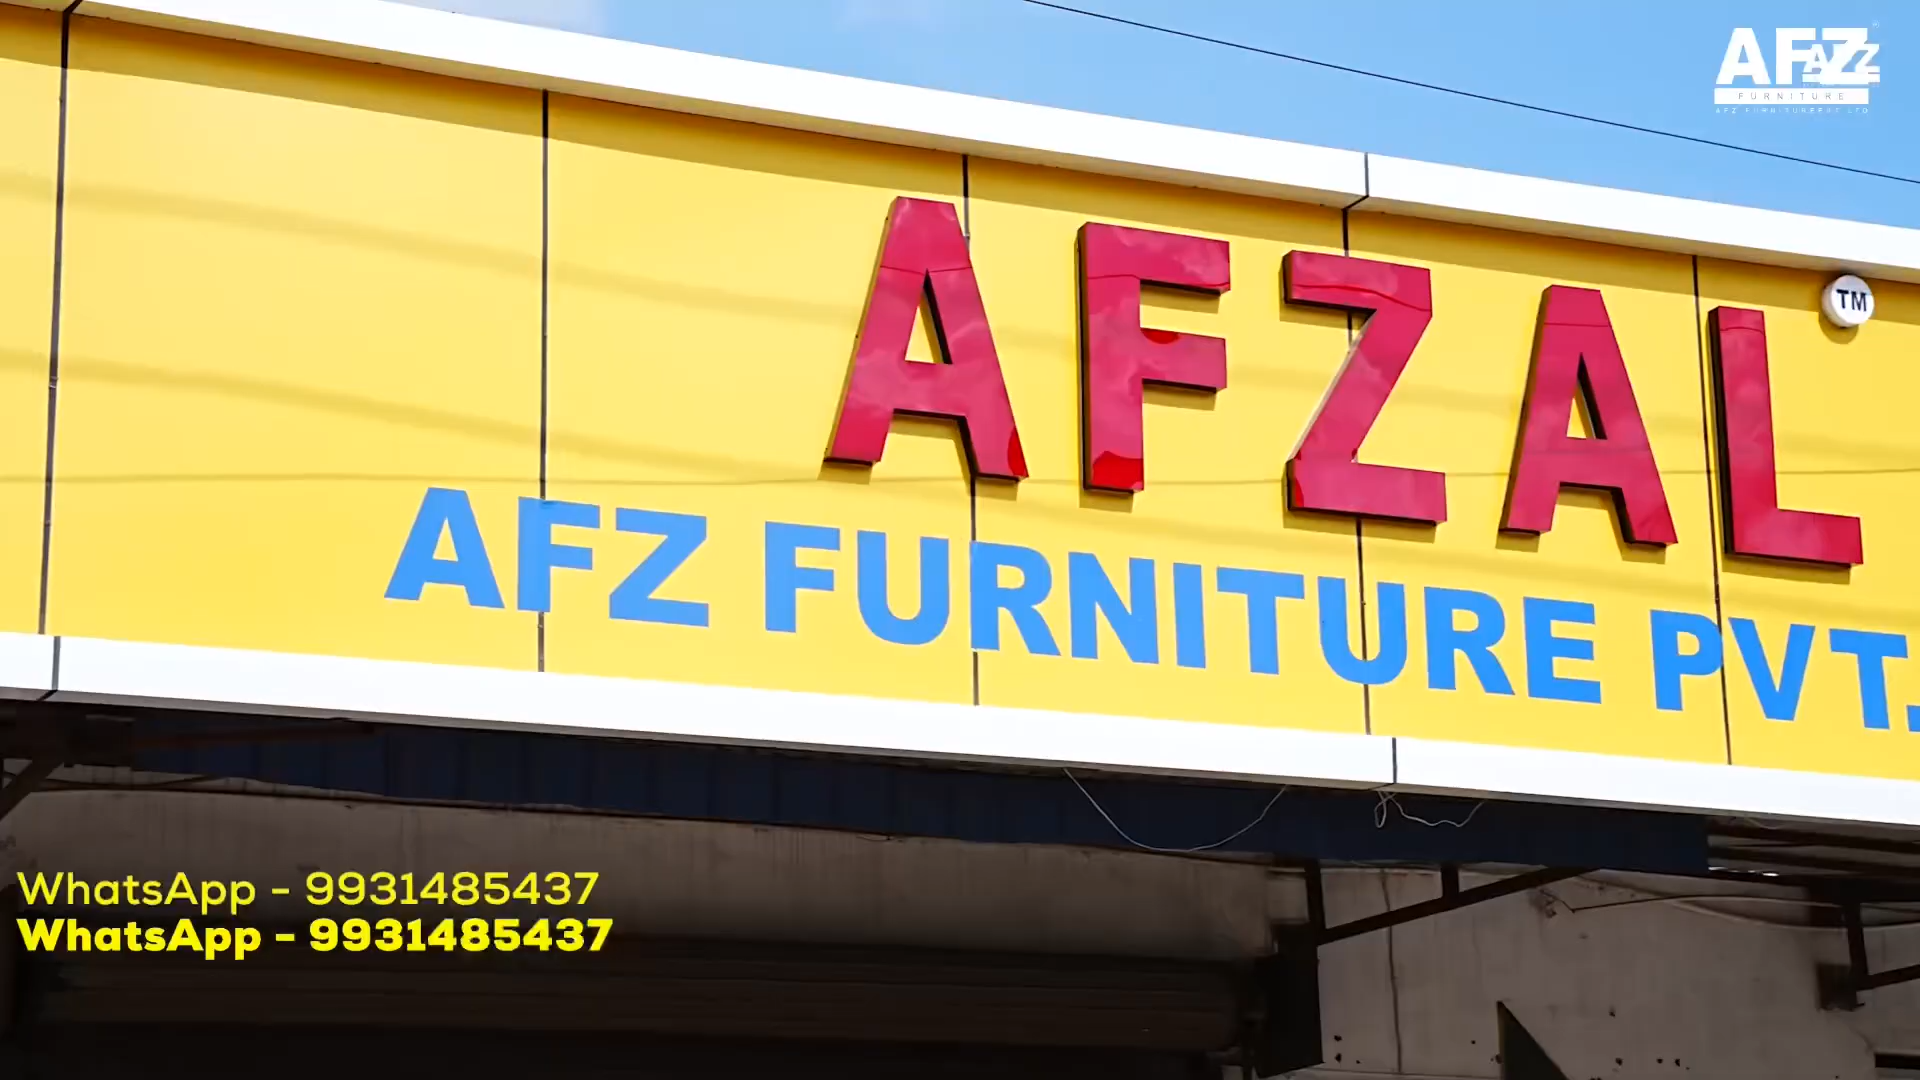 AFZ
FURNITURE
AFZAL
TM
AFZ FURNITURE PVT.
WhatsApp - 9931485437
WhatsApp - 9931485437